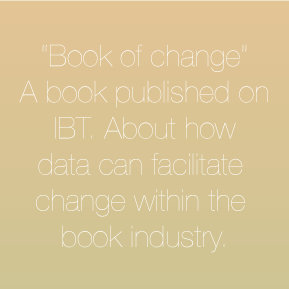 "Book of change"
A book published on
IBT. About how
data can facilitate
change within the
book industry.